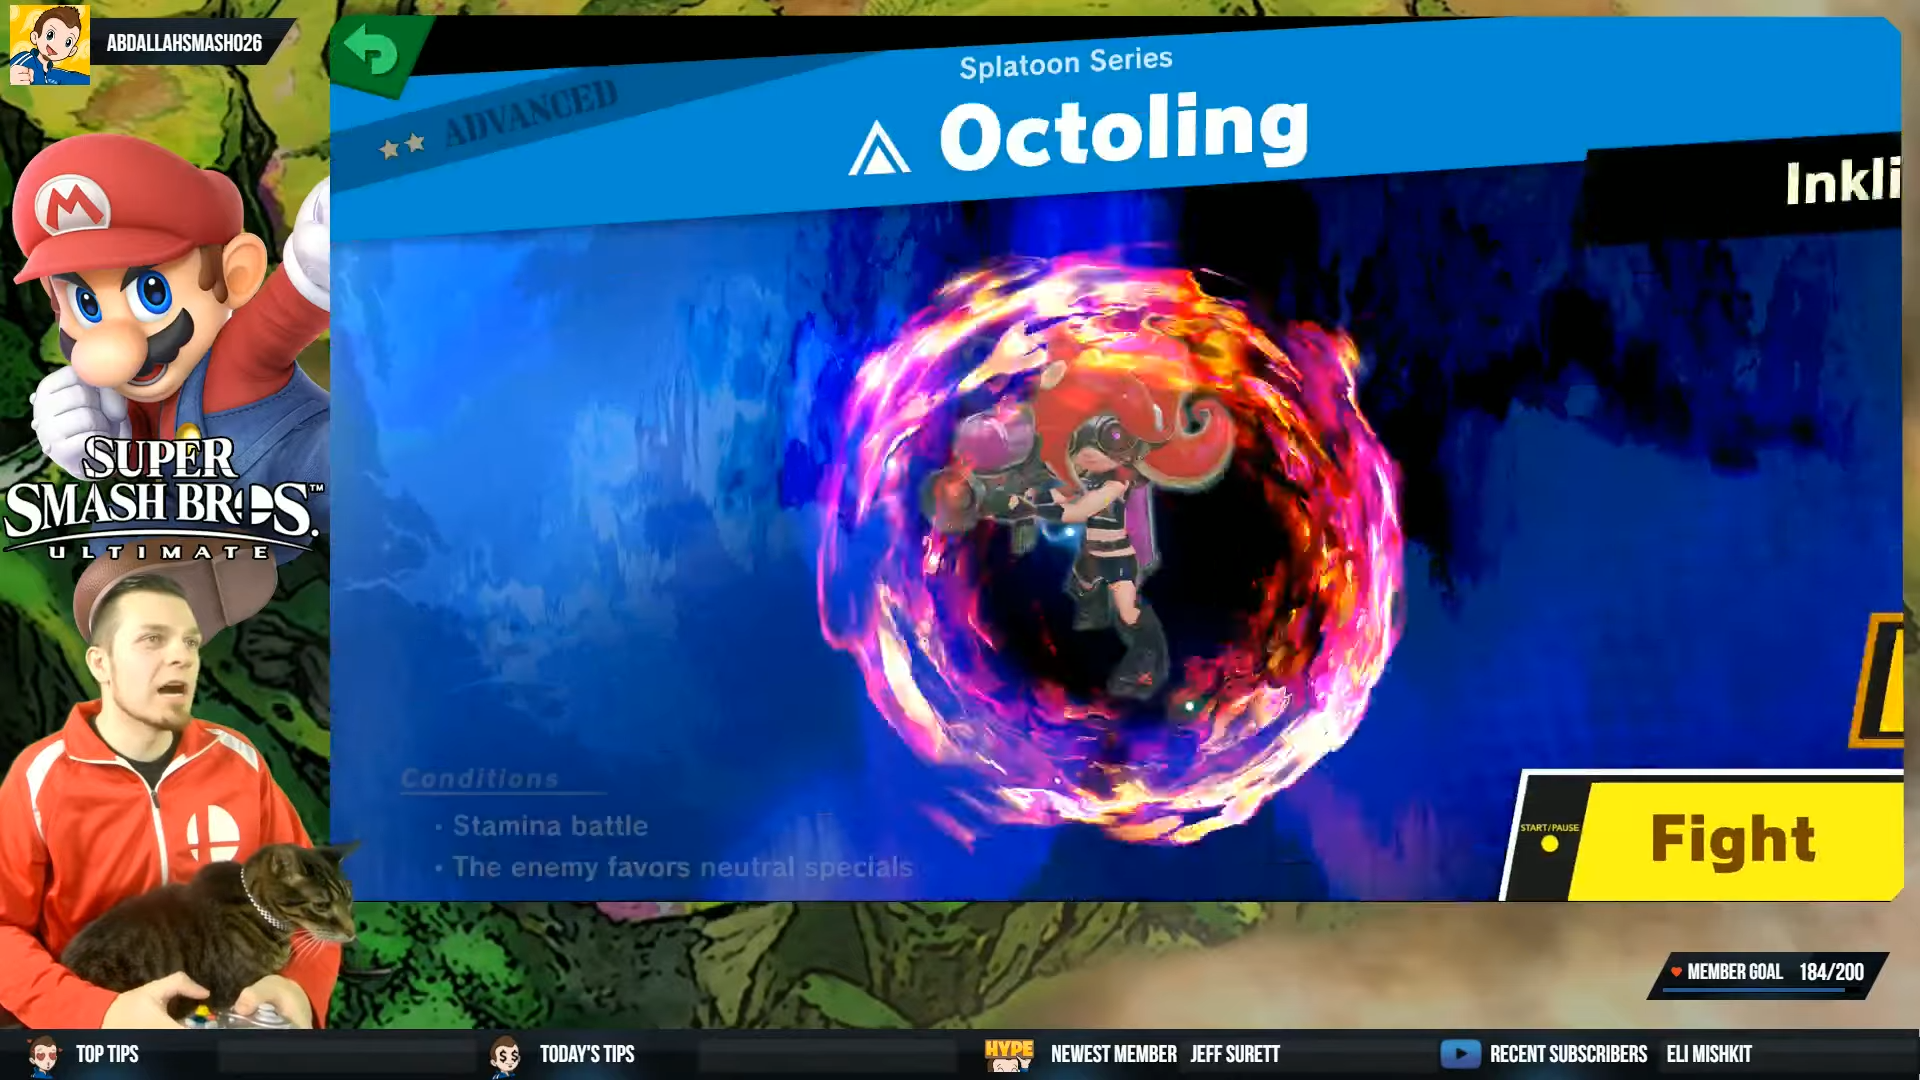 ABDALLAHSMASH026
Splatoon Series
ADVANCED
Octoling
Inkli
M
SUPER
SMASH BROS.™
ULTIMATE
Conditions
· Stamina battle
· The enemy favors neutral specials
START/PAUSE
Fight
MEMBER GOAL 184/200
TOP TIPS
TODAY'S TIPS
HYPE
NEWEST MEMBER JEFF SURETT
RECENT SUBSCRIBERS ELI MISHKIT